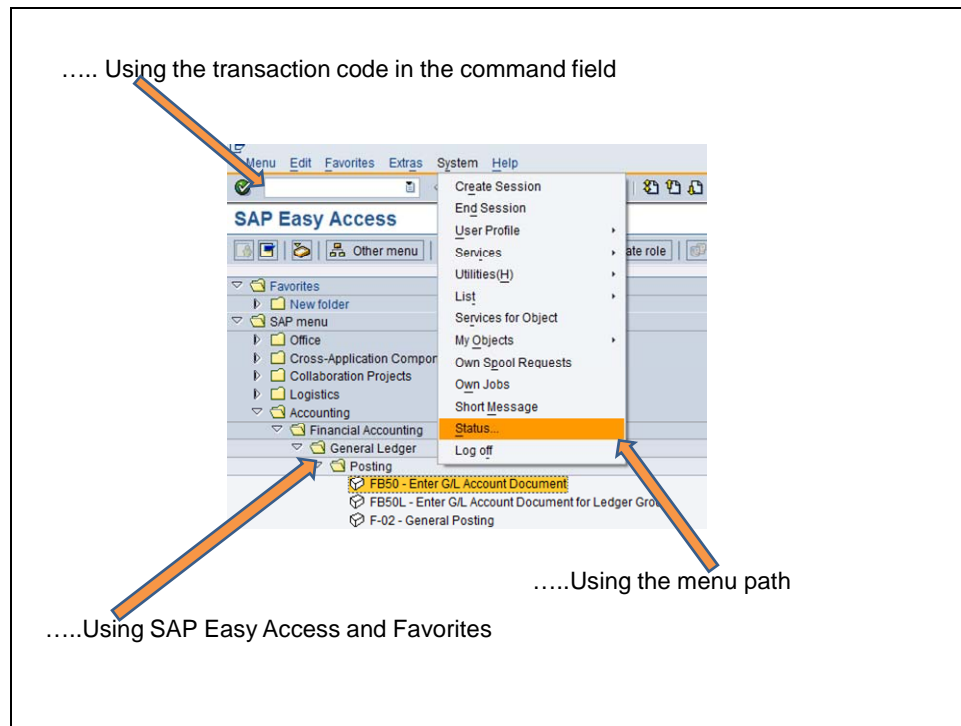 ….. Using the transaction code in the command field
Menu Edit Favorites Extras System Help
Create Session
SAP Easy Access
End Session
User Profile
Other menu
Services
ate role
Utilities(H)
Favorites
List
New folder
SAP menu
Services for Object
Office
My Objects
Cross-Application Compor
Own Spool Requests
Collaboration Projects
Own Jobs
Logistics
Short Message
Accounting
Status...
Financial Accounting
General Ledger
Log off
Posting
FB50 - Enter G/L Account Document
FB50L - Enter G/L Account Document for Ledger Grou
F-02 - General Posting
…..Using the menu path
…..Using SAP Easy Access and Favorites